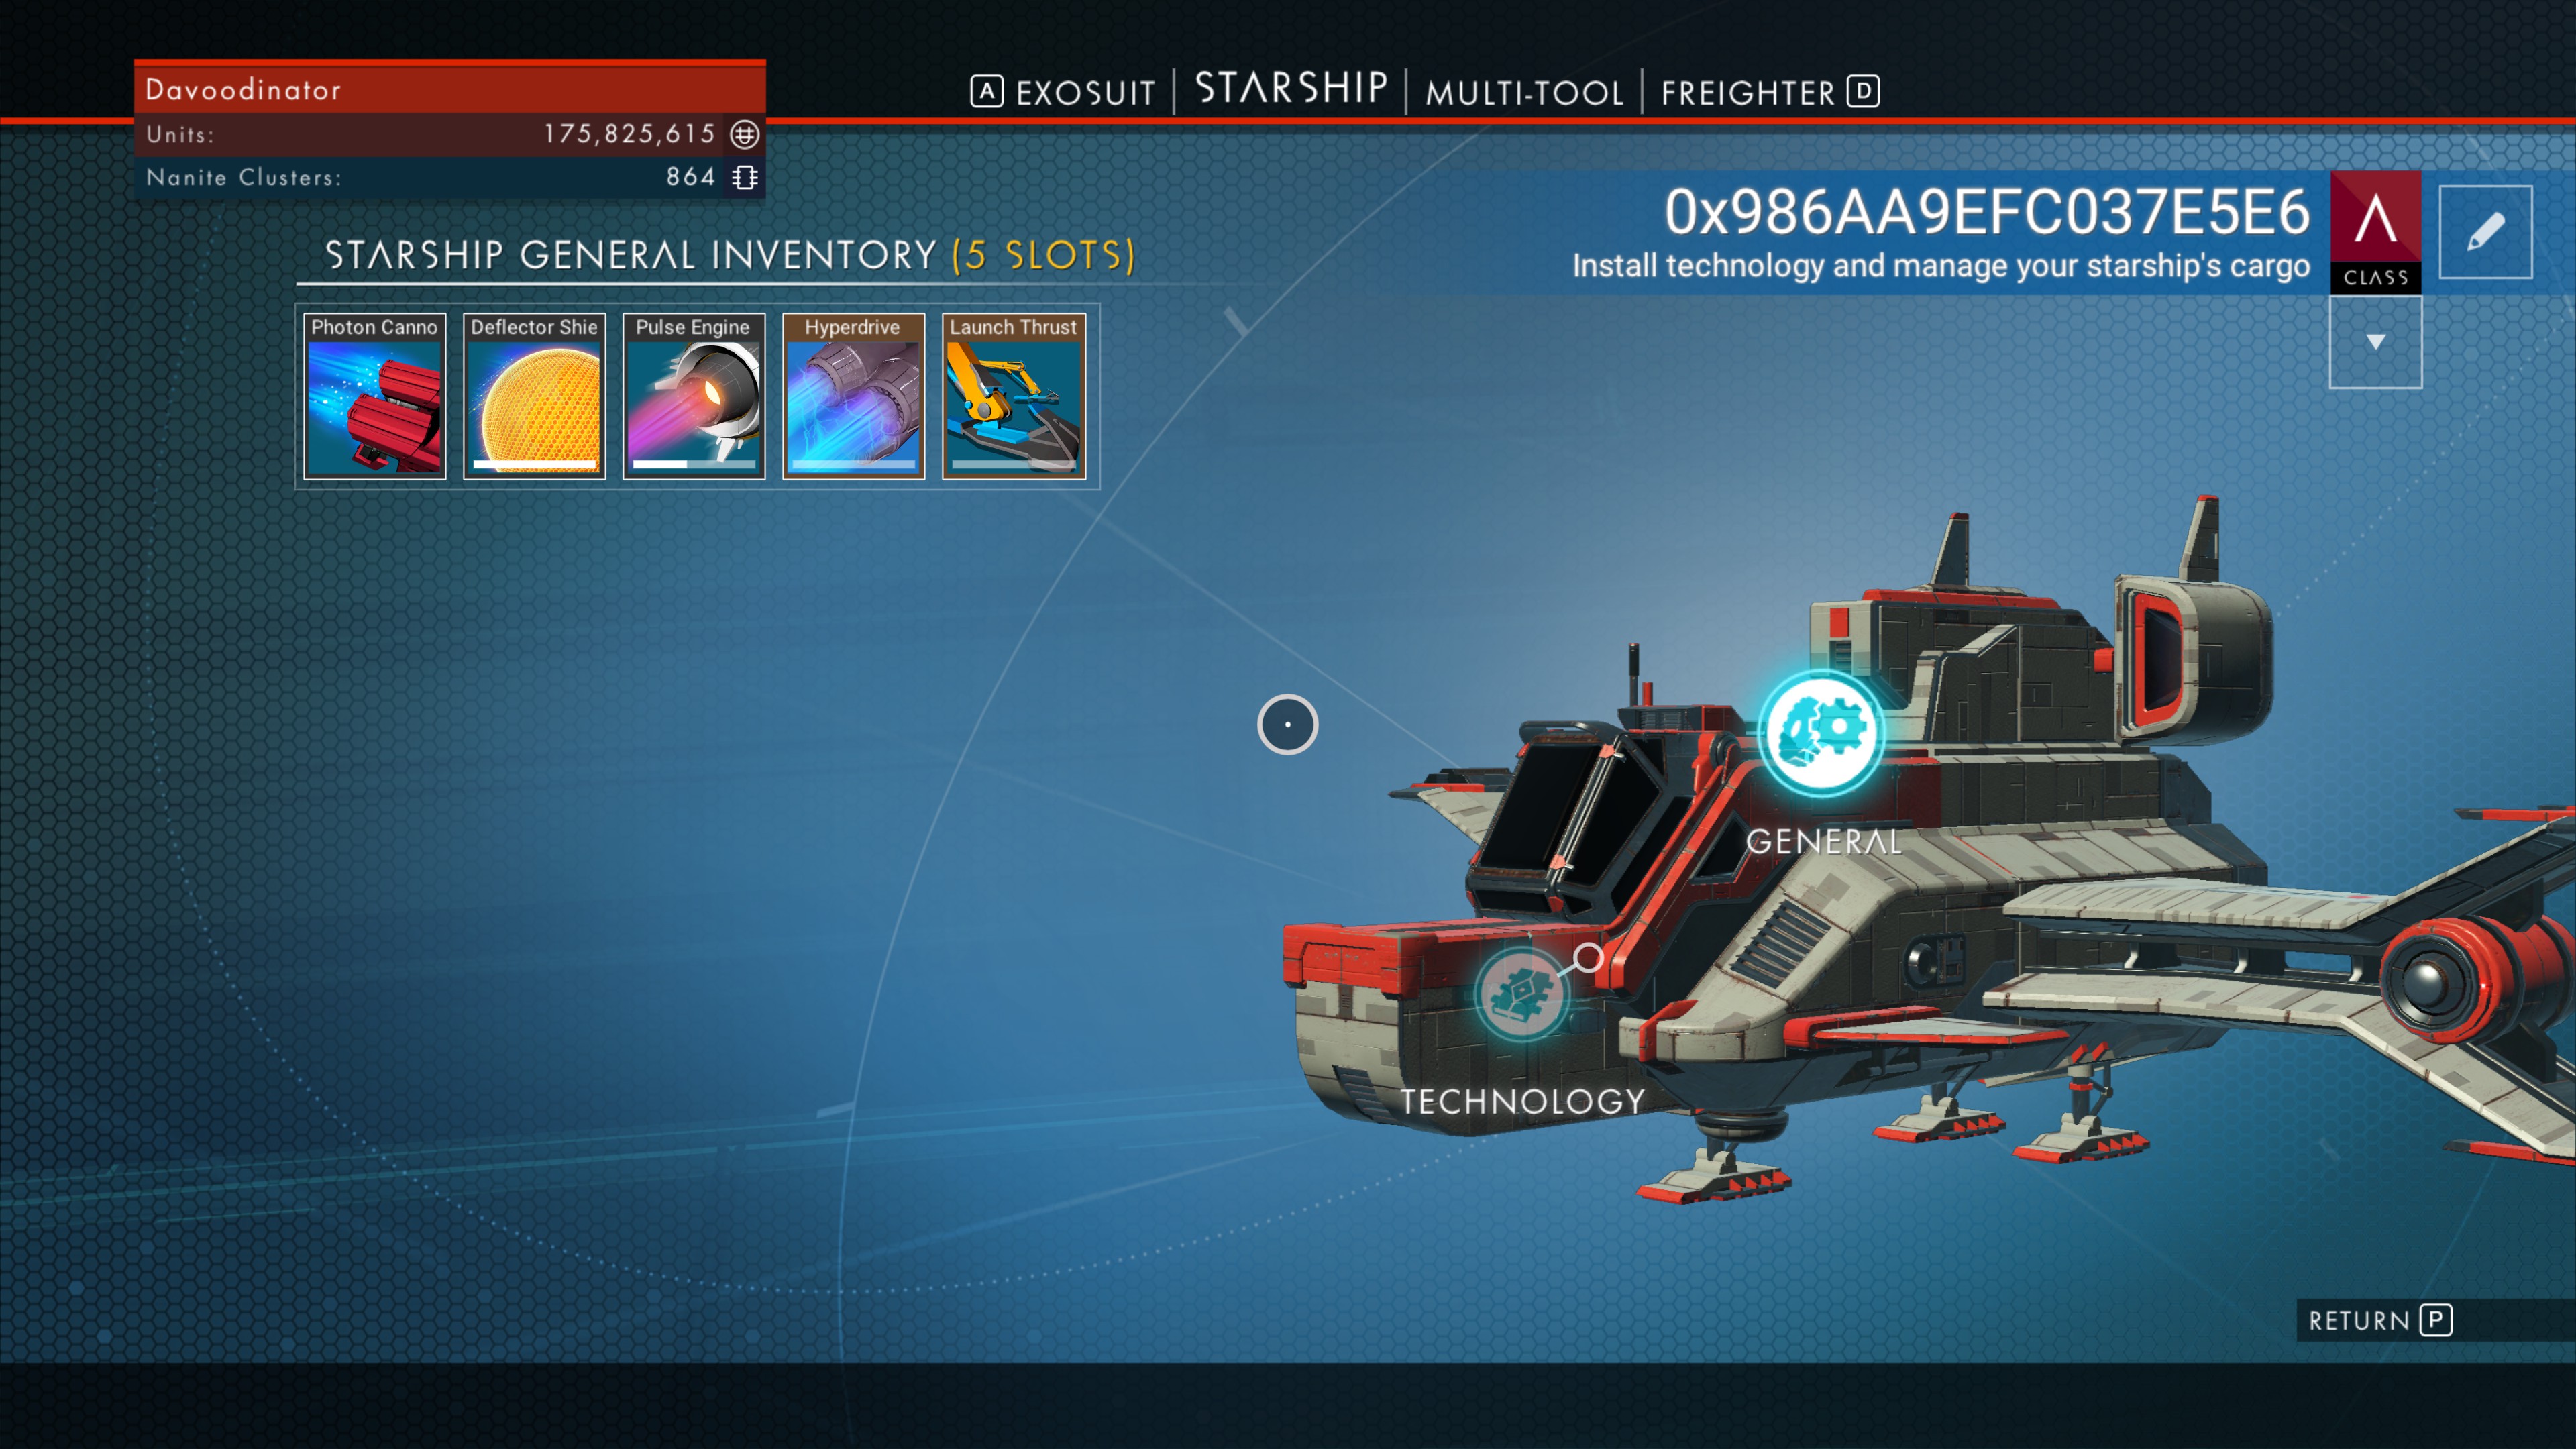 Davoodinator
Units: 175,825,615
Nanite Clusters: 864
A EXOSUIT STARSHIP MULTI-TOOL FREIGHTER D
0x986AA9EFC037E5E6
Install technology and manage your starship's cargo
A
CLASS
STARSHIP GENERAL INVENTORY (5 SLOTS)
Photon Canno Deflector Shie Pulse Engine Hyperdrive Launch Thrust
GENERAL
TECHNOLOGY
RETURN P